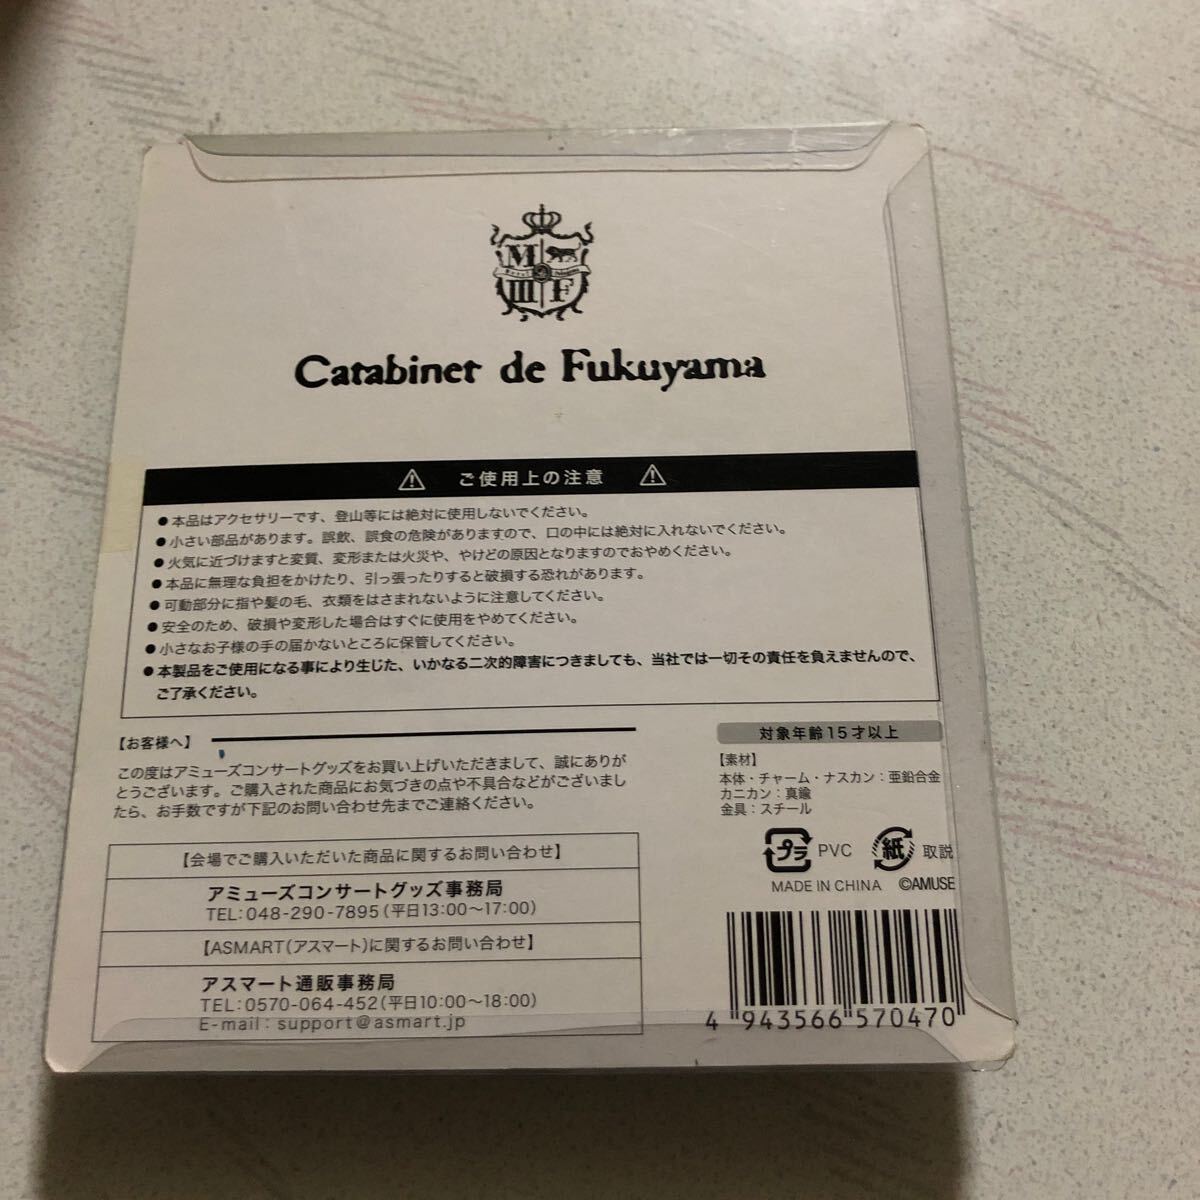 M
III F
Catabinet de Fukuyama
ご使用上の注意
●本品はアクセサリーです、登山等には絶対に使用しないでください。
●小さい部品があります。誤飲、誤食の危険がありますので、口の中には絶対に入れないでください。
●火気に近づけますと変質、変形または火災や、やけどの原因となりますのでおやめください。
●本品に無理な負担をかけたり、引っ張ったりすると破損する恐れがあります。
●可動部分に指や髪の毛、衣類をはさまれないように注意してください。
●安全のため、破損や変形した場合はすぐに使用をやめてください。
●小さなお子様の手の届かないところに保管してください。
●本製品をご使用になる事により生じた、いかなる二次的障害につきましても、当社では一切その責任を負えませんので、
ご了承ください。
【お客様へ】
この度はアミューズコンサートグッズをお買い上げいただきまして、誠にありが
とうございます。ご購入された商品にお気づきの点や不具合などがございまし
たら、お手数ですが下記のお問い合わせ先までご連絡ください。
【会場でご購入いただいた商品に関するお問い合わせ】
アミューズコンサートグッズ事務局
TEL:048-290-7895(平日13:00〜17:00)
【ASMART(アスマート)に関するお問い合わせ】
アスマート通販事務局
TEL:0570-064-452(平日10:00〜18:00)
E-mail:support@asmart.jp
対象年齢15才以上
【素材】
本体・チャーム・ナスカン:亜鉛合金
カニカン:真鍮
金具:スチール
プラ PVC 紙 取説
MADE IN CHINA ©AMUSE
4 943566 570470